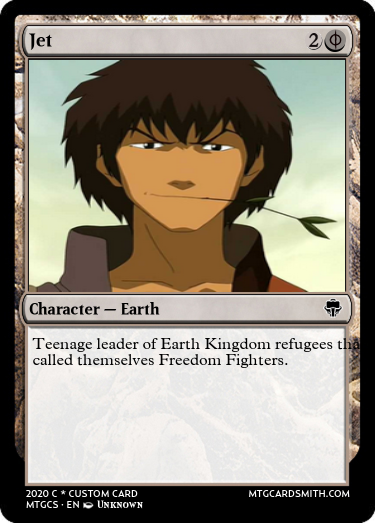 Jet 2/
Character — Earth
Teenage leader of Earth Kingdom refugees tha
called themselves Freedom Fighters.
2020 C * CUSTOM CARD MTGCARDSMITH.COM
MTGCS · EN UNKNOWN